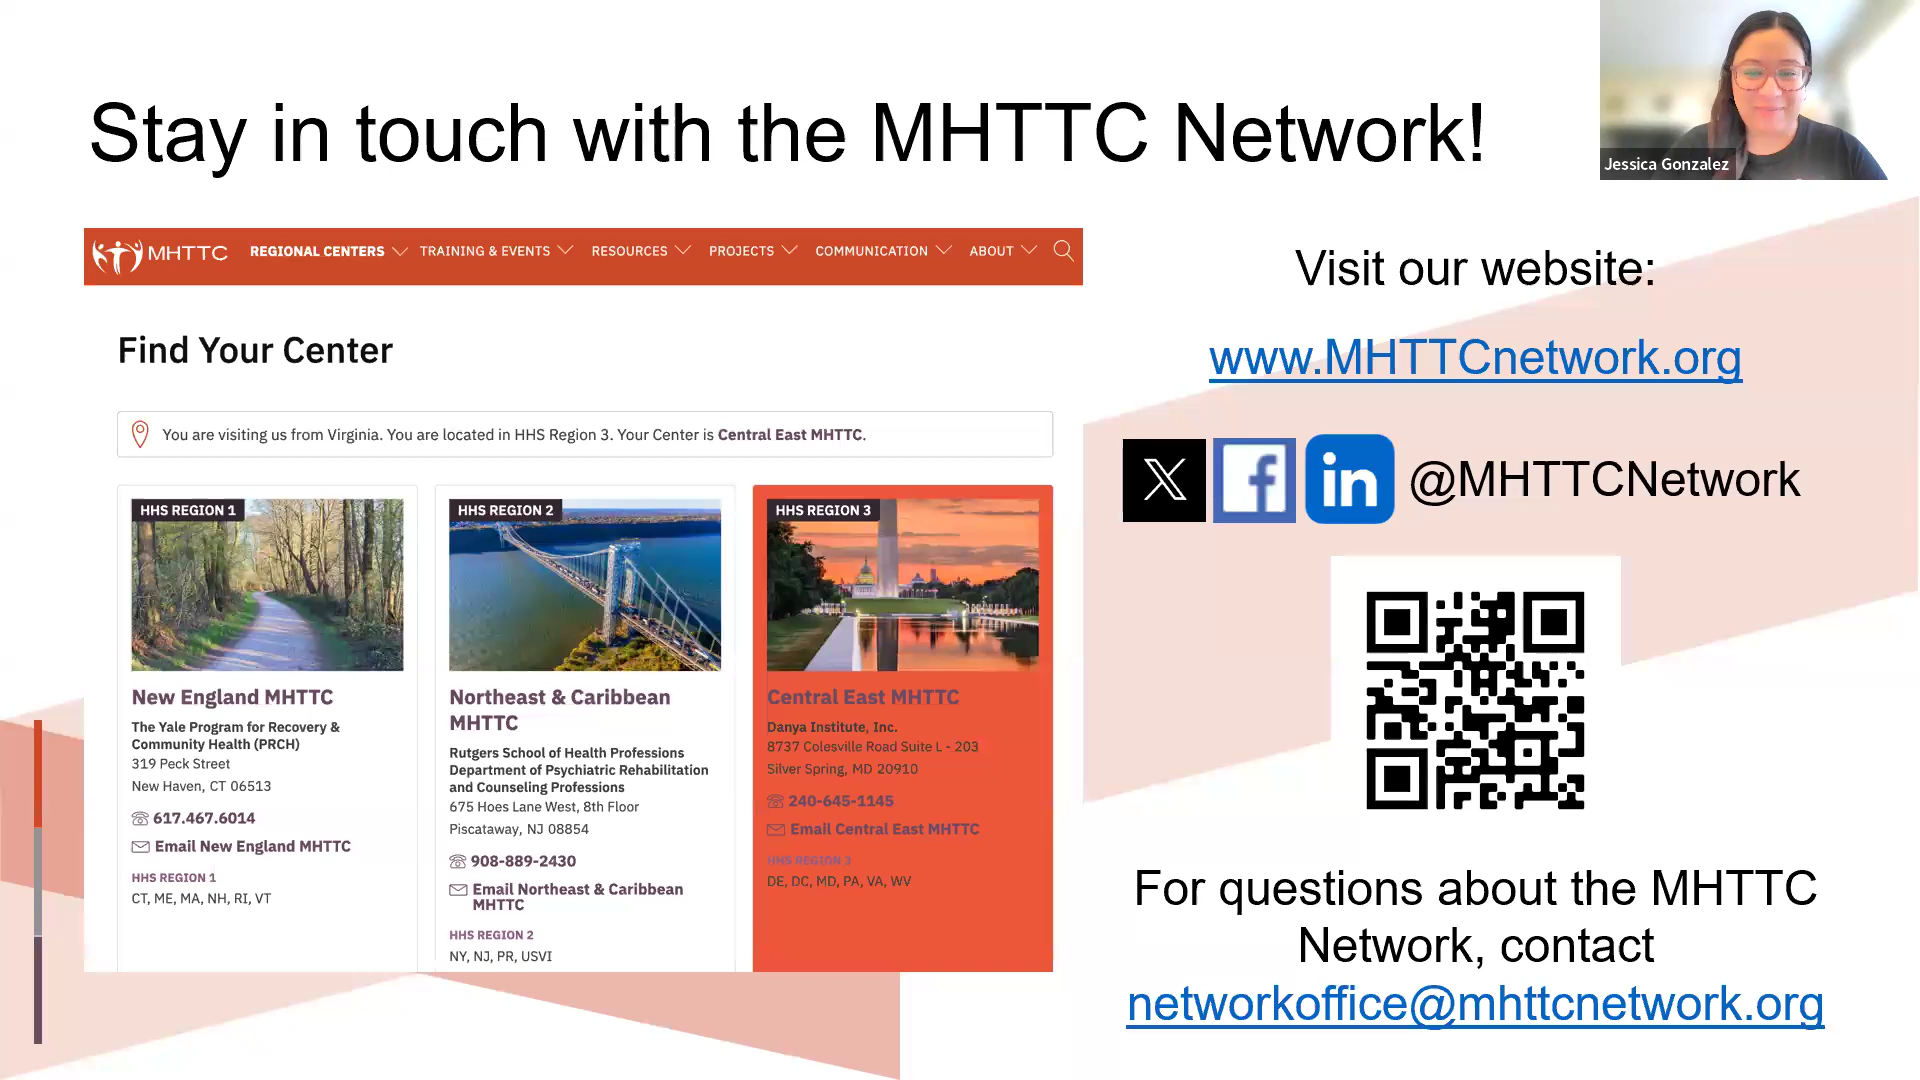 Stay in touch with the MHTTC Network!
Jessica Gonzalez
MHTTC REGIONAL CENTERS TRAINING & EVENTS RESOURCES PROJECTS COMMUNICATION ABOUT
Find Your Center
You are visiting us from Virginia. You are located in HHS Region 3. Your Center is Central East MHTTC.
HHS REGION 1
New England MHTTC
The Yale Program for Recovery &
Community Health (PRCH)
319 Peck Street
New Haven, CT 06513
617.467.6014
Email New England MHTTC
HHS REGION 1
CT, ME, MA, NH, RI, VT
HHS REGION 2
Northeast & Caribbean
MHTTC
Rutgers School of Health Professions
Department of Psychiatric Rehabilitation
and Counseling Professions
675 Hoes Lane West, 8th Floor
Piscataway, NJ 08854
908-889-2430
Email Northeast & Caribbean
MHTTC
HHS REGION 2
NY, NJ, PR, USVI
HHS REGION 3
Central East MHTTC
Danya Institute, Inc.
8737 Colesville Road Suite L - 203
Silver Spring, MD 20910
240-645-1145
Email Central East MHTTC
HHS REGION 3
DE, DC, MD, PA, VA, WV
Visit our website:
www.MHTTCnetwork.org
X f in @MHTTCNetwork
For questions about the MHTTC
Network, contact
networkoffice@mhttcnetwork.org